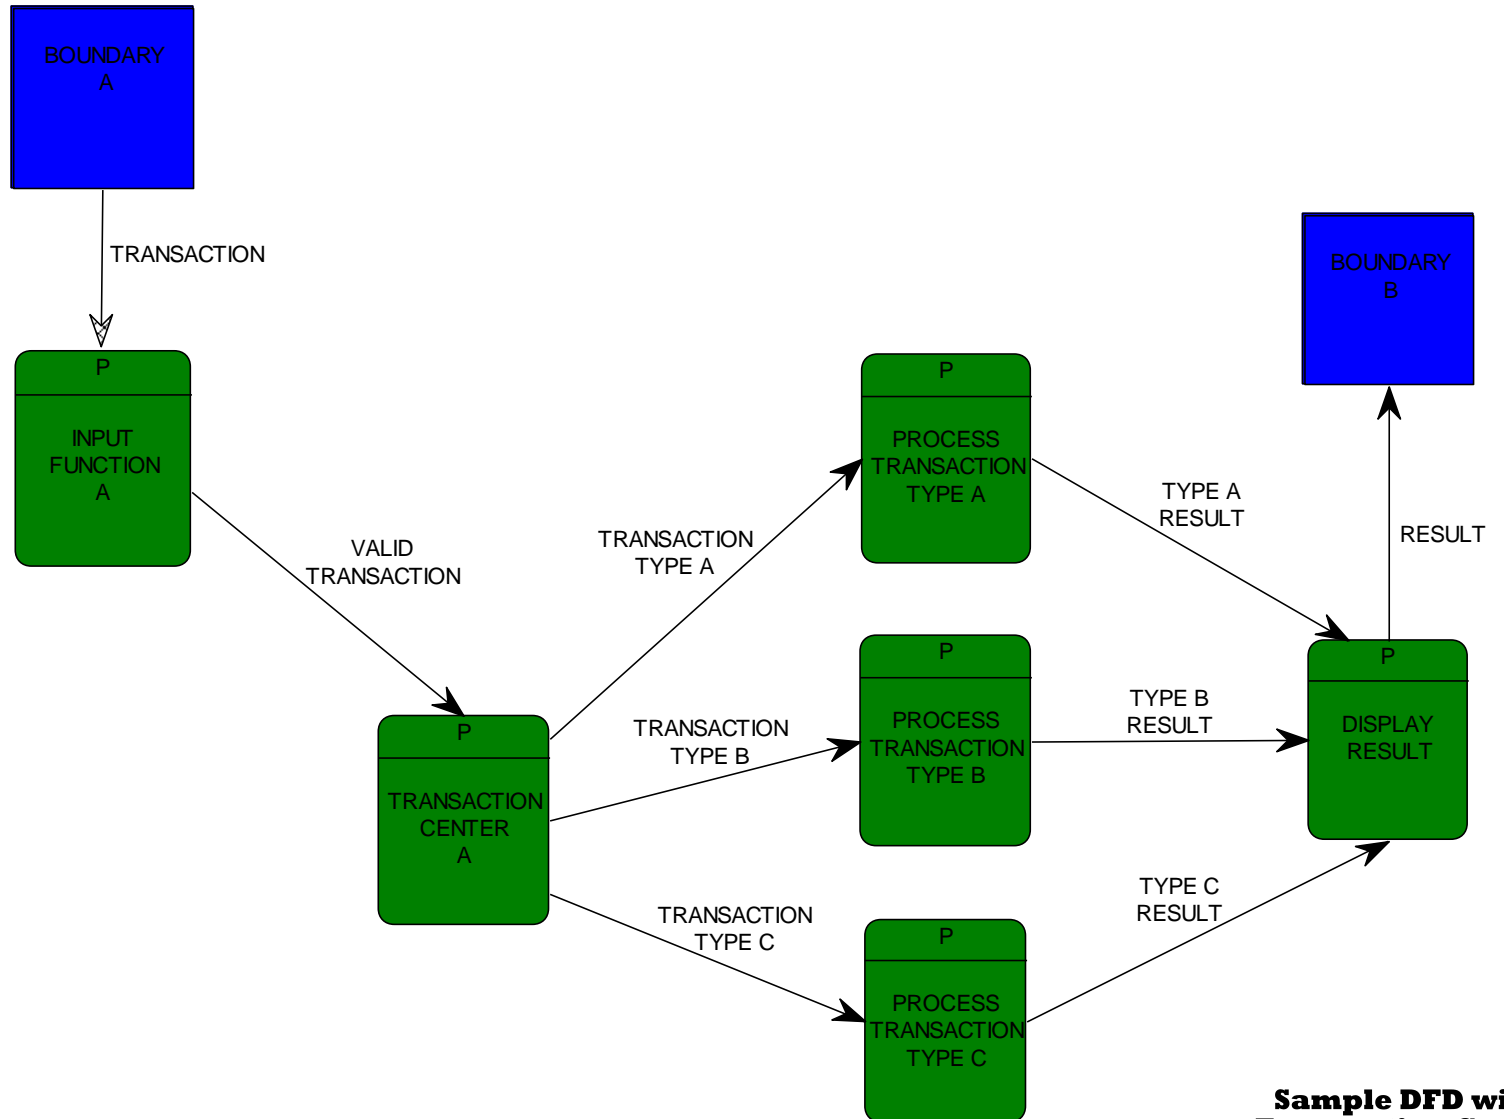 BOUNDARY
A
TRANSACTION
P
INPUT
FUNCTION
A
VALID
TRANSACTION
P
TRANSACTION
CENTER
A
TRANSACTION
TYPE A
TRANSACTION
TYPE B
TRANSACTION
TYPE C
P
PROCESS
TRANSACTION
TYPE A
P
PROCESS
TRANSACTION
TYPE B
P
PROCESS
TRANSACTION
TYPE C
TYPE A
RESULT
TYPE B
RESULT
TYPE C
RESULT
P
DISPLAY
RESULT
RESULT
BOUNDARY
B
Sample DFD